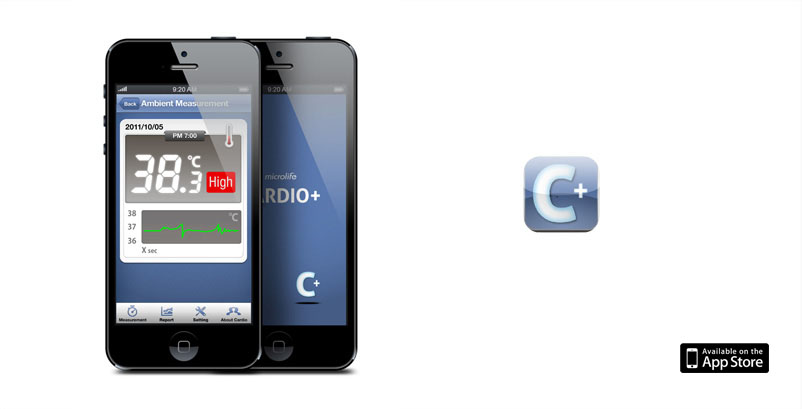 9:20 AM
Back
Ambient Measurement
2011/10/05
PM 7:00
38.3 °C
High
°C
38
37
36
X sec
Measurement
Report
Setting
About Cardio
9:20 AM
microlife
RDIO+
C+
C+
Available on the
App Store